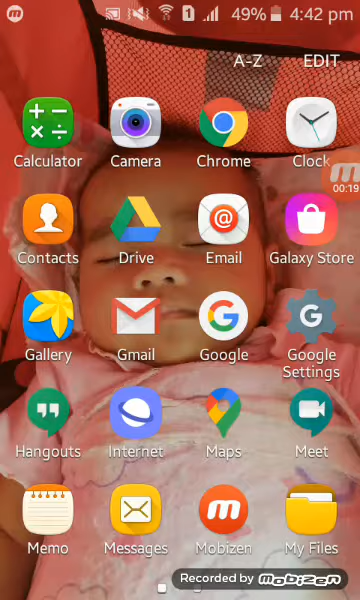 49% 4:42 pm
A-Z EDIT
Calculator Camera Chrome Clock
00:19
Contacts Drive Email Galaxy Store
Gallery Gmail Google Google Settings
Hangouts Internet Maps Meet
Memo Messages Mobizen My Files
Recorded by mobizen